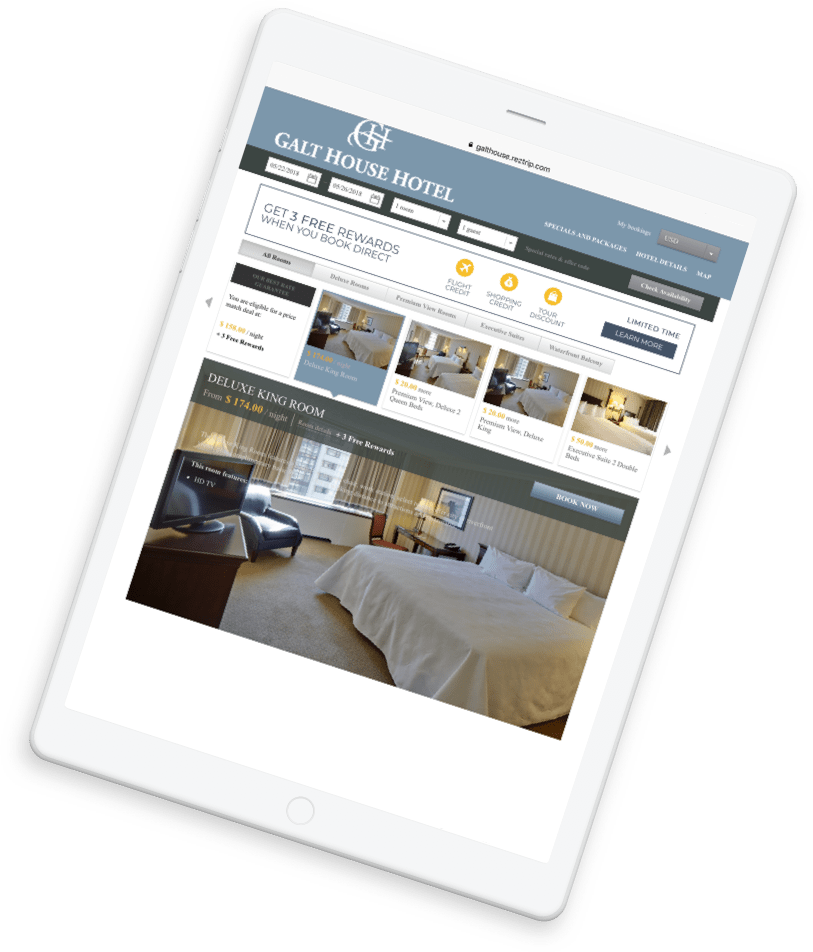 galthouse.reztrip.com
GH
GALT HOUSE HOTEL
My bookings
USD
SPECIALS AND PACKAGES
HOTEL DETAILS
MAP
05/22/2018
05/26/2018
1 room
1 guest
Special rates & offer code
Check Availability
GET 3 FREE REWARDS
WHEN YOU BOOK DIRECT
FLIGHT
CREDIT
SHOPPING
CREDIT
TOUR
DISCOUNT
LIMITED TIME
LEARN MORE
All Rooms
Deluxe Rooms
Premium View Rooms
Executive Suites
Waterfront Balcony
OUR BEST RATE
GUARANTEE
You are eligible for a price
match deal at:
$ 158.00 / night
+ 3 Free Rewards
$ 174.00 / night
Deluxe King Room
$ 20.00 more
Premium View, Deluxe 2
Queen Beds
$ 20.00 more
Premium View, Deluxe
King
$ 50.00 more
Executive Suite 2 Double
Beds
DELUXE KING ROOM
From $ 174.00 / night
Room details
+ 3 Free Rewards
This room features:
• HD TV
BOOK NOW